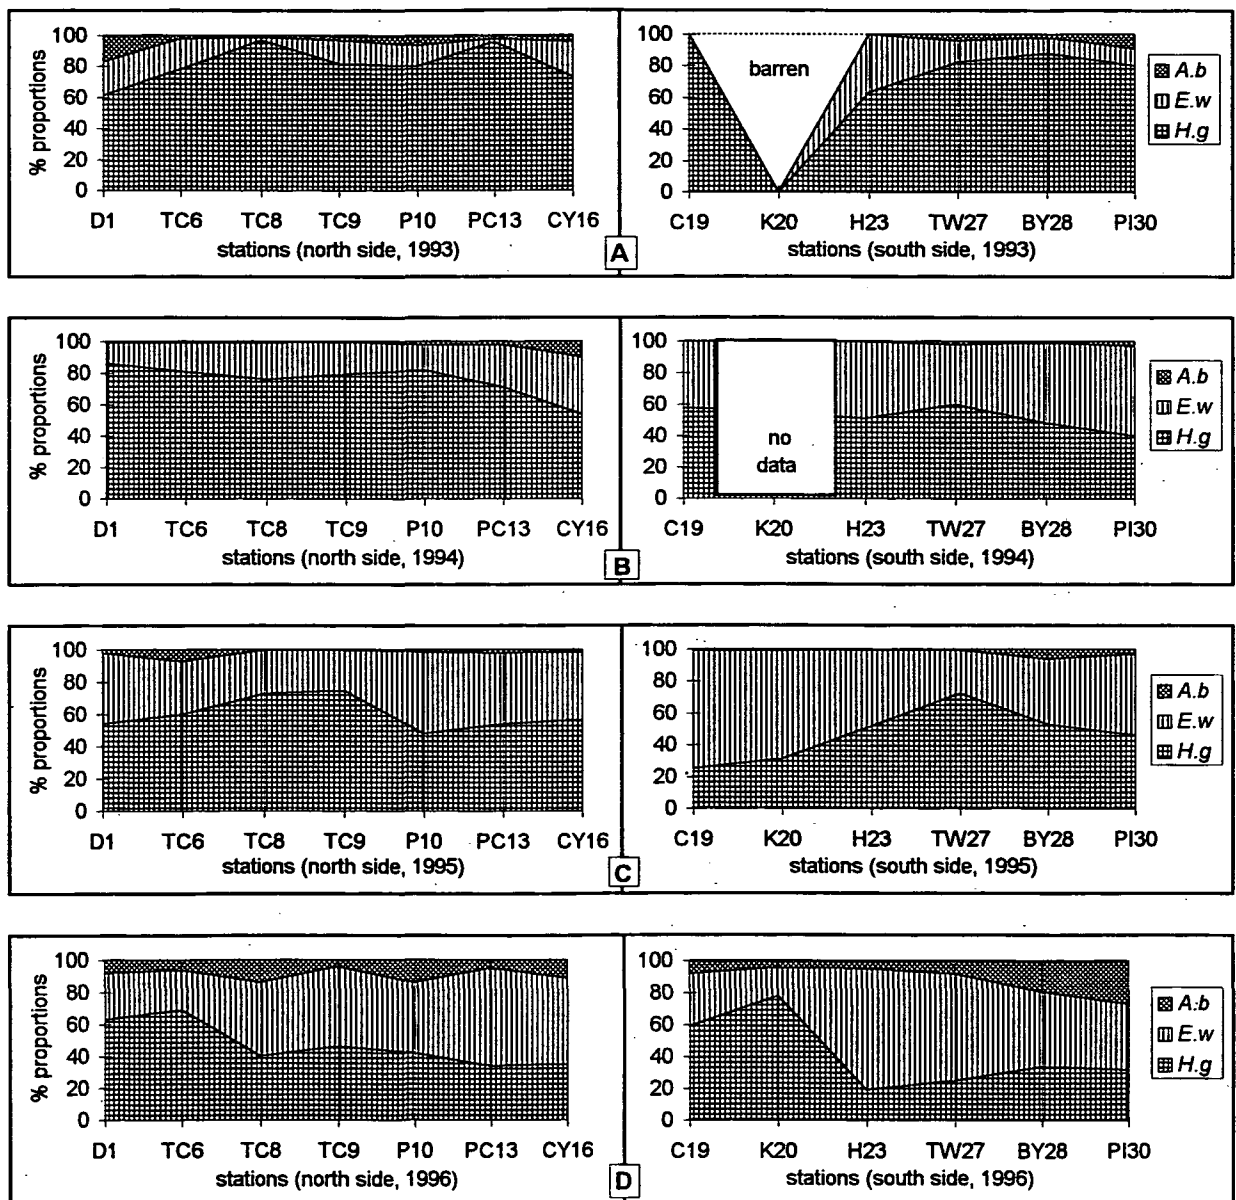 % proportions
100
80
60
40
20
0
D1 TC6 TC8 TC9 P10 PC13 CY16
stations (north side, 1993)
A
100
80
60
40
20
0
barren
C19 K20 H23 TW27 BY28 PI30
stations (south side, 1993)
A.b
E.w
H.g
% proportions
100
80
60
40
20
0
D1 TC6 TC8 TC9 P10 PC13 CY16
stations (north side, 1994)
B
100
80
60
40
20
0
no
data
C19 K20 H23 TW27 BY28 PI30
stations (south side, 1994)
A.b
E.w
H.g
% proportions
100
80
60
40
20
0
D1 TC6 TC8 TC9 P10 PC13 CY16
stations (north side, 1995)
C
100
80
60
40
20
0
C19 K20 H23 TW27 BY28 PI30
stations (south side, 1995)
A.b
E.w
H.g
% proportions
100
80
60
40
20
0
D1 TC6 TC8 TC9 P10 PC13 CY16
stations (north side, 1996)
D
100
80
60
40
20
0
C19 K20 H23 TW27 BY28 PI30
stations (south side, 1996)
A.b
E.w
H.g